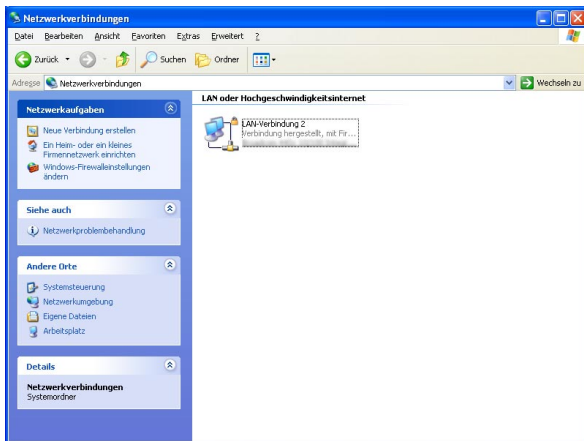 Netzwerkverbindungen
Datei Bearbeiten Ansicht Favoriten Extras Erweitert ?
Zurück Suchen Ordner
Adresse Netzwerkverbindungen Wechseln zu
Netzwerkaufgaben
Neue Verbindung erstellen
Ein Heim- oder ein kleines
Firmennetzwerk einrichten
Windows-Firewalleinstellungen
ändern
Siehe auch
Netzwerkproblembehandlung
Andere Orte
Systemsteuerung
Netzwerkumgebung
Eigene Dateien
Arbeitsplatz
Details
Netzwerkverbindungen
Systemordner
LAN oder Hochgeschwindigkeitsinternet
LAN-Verbindung 2
Verbindung hergestellt, mit Fir...